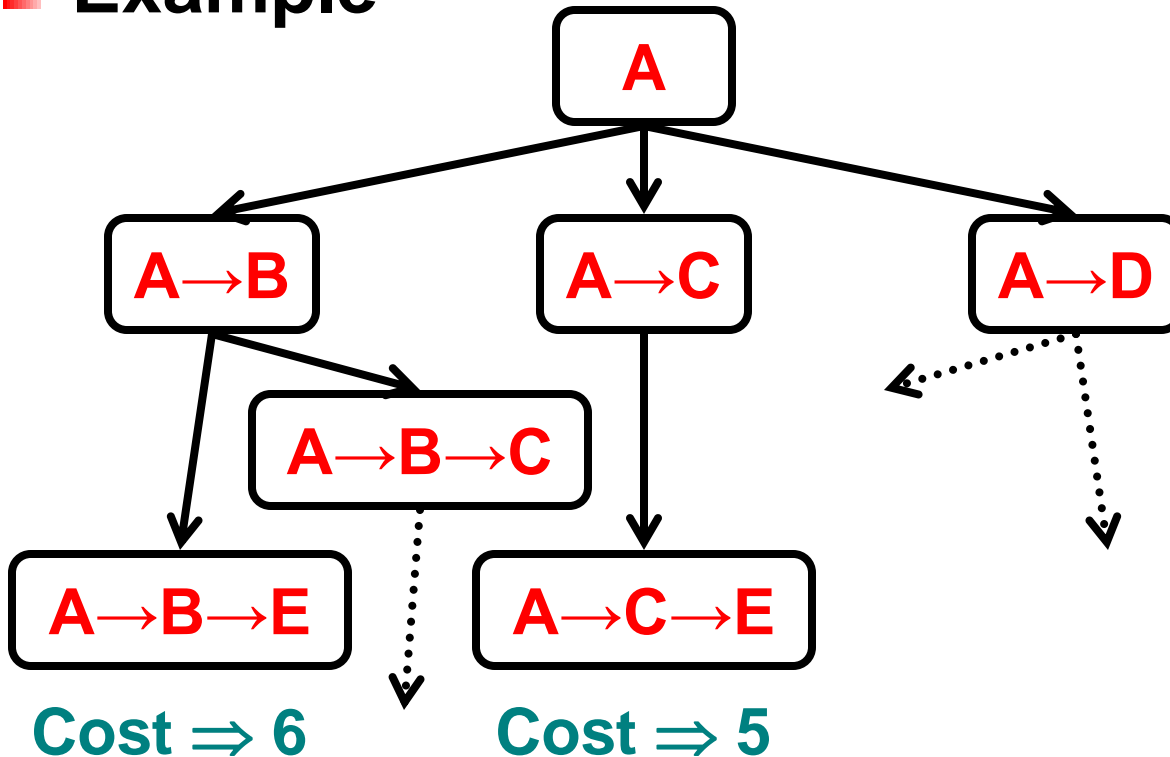 Example
A
A→B
A→C
A→D
A→B→C
A→B→E
A→C→E
Cost ⇒ 6
Cost ⇒ 5